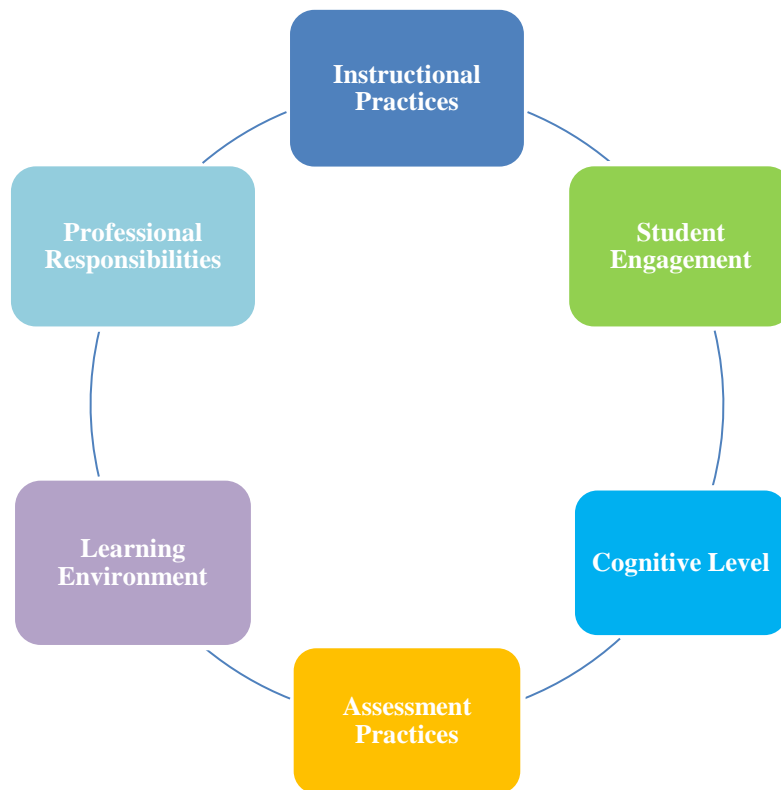 Instructional
Practices
Student
Engagement
Cognitive Level
Assessment
Practices
Learning
Environment
Professional
Responsibilities